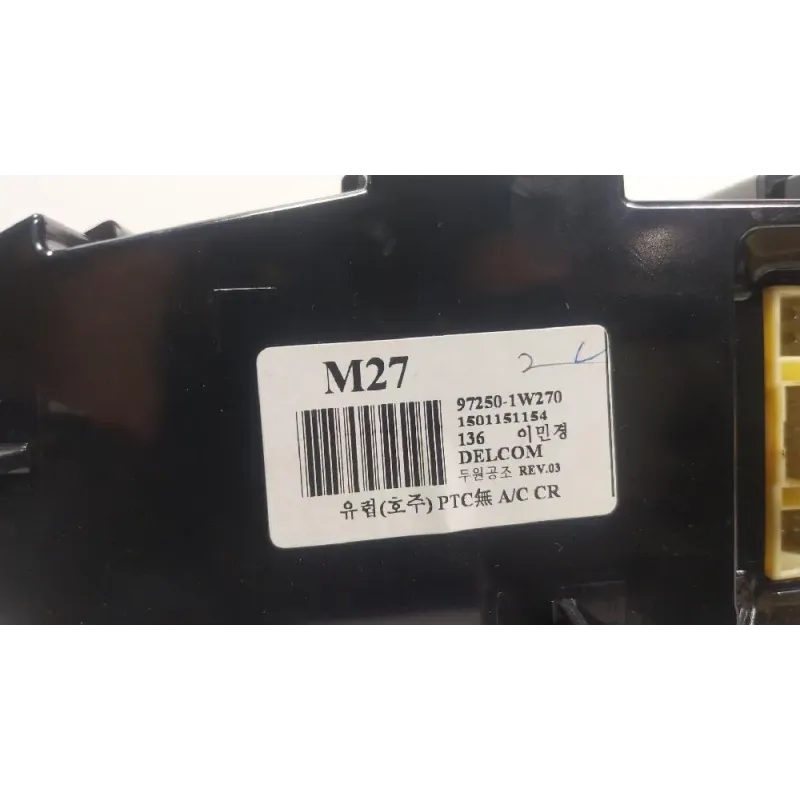 M27
97250-1W270
1501151154
136 이민경
DELCOM
두원공조 REV.03
유럽(호주) PTC無 A/C CR